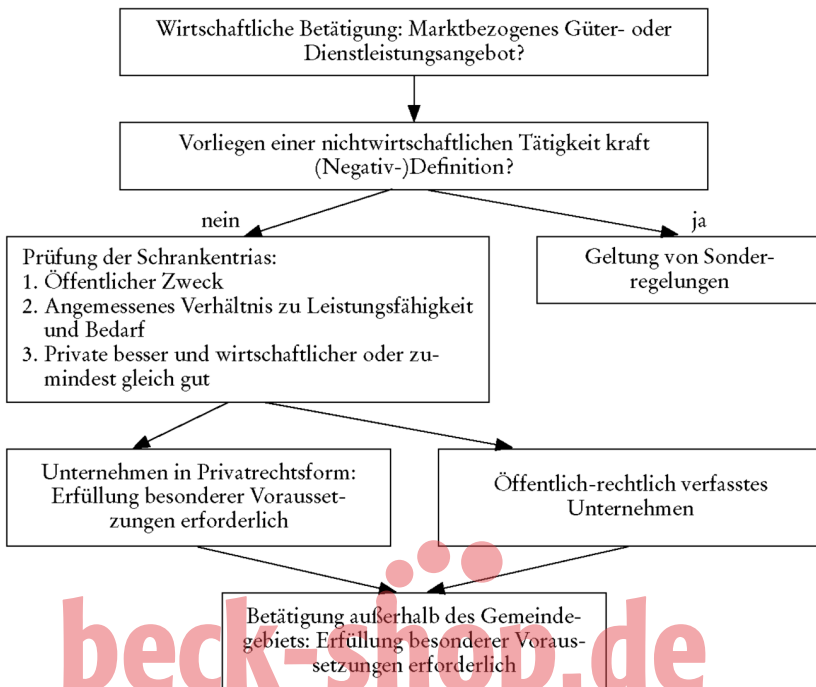 Wirtschaftliche Betätigung: Marktbezogenes Güter- oder
Dienstleistungsangebot?
Vorliegen einer nichtwirtschaftlichen Tätigkeit kraft
(Negativ-)Definition?
nein
ja
Prüfung der Schrankentrias:
1. Öffentlicher Zweck
2. Angemessenes Verhältnis zu Leistungsfähigkeit
und Bedarf
3. Private besser und wirtschaftlicher oder zu-
mindest gleich gut
Geltung von Sonder-
regelungen
Unternehmen in Privatrechtsform:
Erfüllung besonderer Vorausset-
zungen erforderlich
Öffentlich-rechtlich verfasstes
Unternehmen
Betätigung außerhalb des Gemeinde-
gebiets: Erfüllung besonderer Voraus-
setzungen erforderlich
beck-shop.de